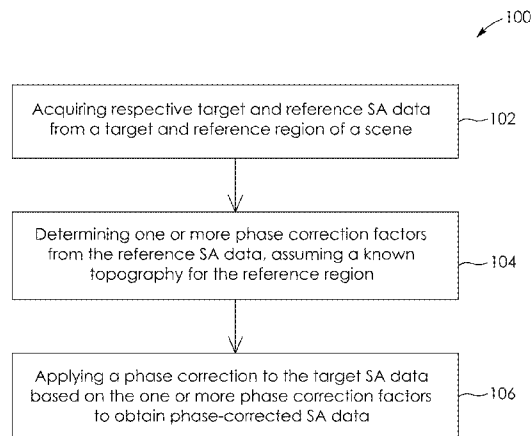 100
Acquiring respective target and reference SA data
from a target and reference region of a scene
102
Determining one or more phase correction factors
from the reference SA data, assuming a known
topography for the reference region
104
Applying a phase correction to the target SA data
based on the one or more phase correction factors
to obtain phase-corrected SA data
106